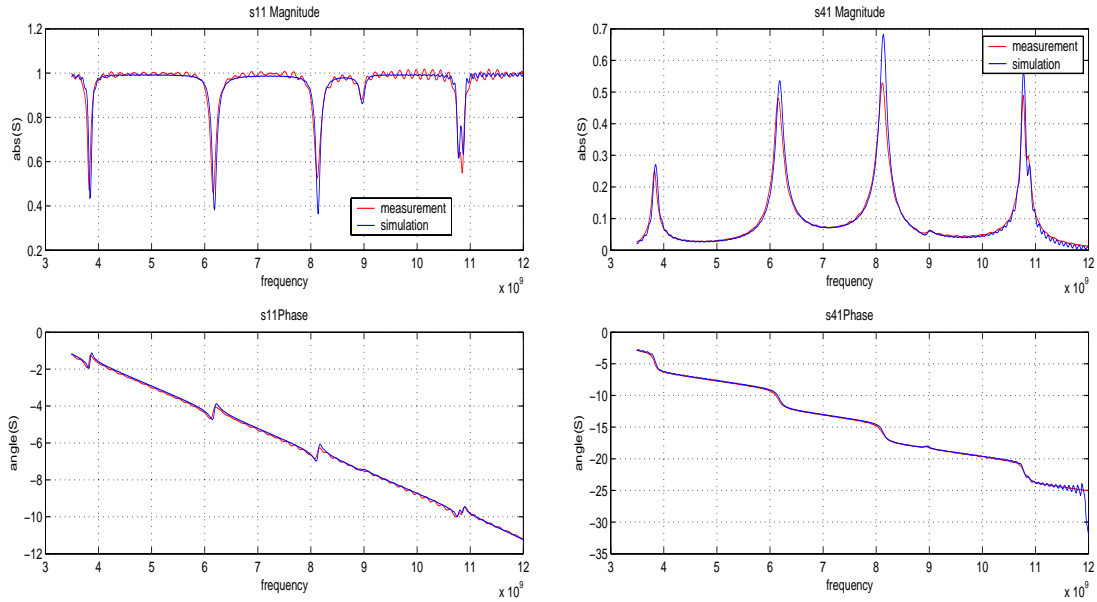 s11 Magnitude
abs(S)
1.2
1
0.8
0.6
0.4
0.2
measurement
simulation
3 4 5 6 7 8 9 10 11 12
frequency
x 10^9
s41 Magnitude
abs(S)
0.7
0.6
0.5
0.4
0.3
0.2
0.1
0
measurement
simulation
3 4 5 6 7 8 9 10 11 12
frequency
x 10^9
s11Phase
angle(S)
0
−2
−4
−6
−8
−10
−12
3 4 5 6 7 8 9 10 11 12
frequency
x 10^9
s41Phase
angle(S)
0
−5
−10
−15
−20
−25
−30
−35
3 4 5 6 7 8 9 10 11 12
frequency
x 10^9